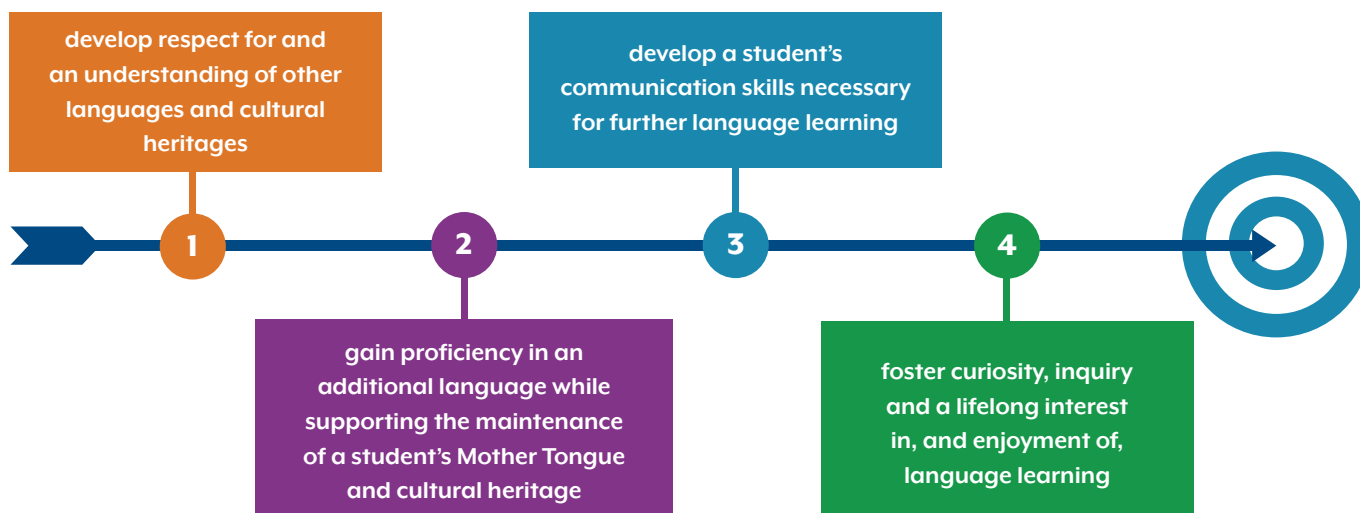 develop respect for and
an understanding of other
languages and cultural
heritages
1
gain proficiency in an
additional language while
supporting the maintenance
of a student's Mother Tongue
and cultural heritage
2
develop a student’s
communication skills necessary
for further language learning
3
foster curiosity, inquiry
and a lifelong interest
in, and enjoyment of,
language learning
4